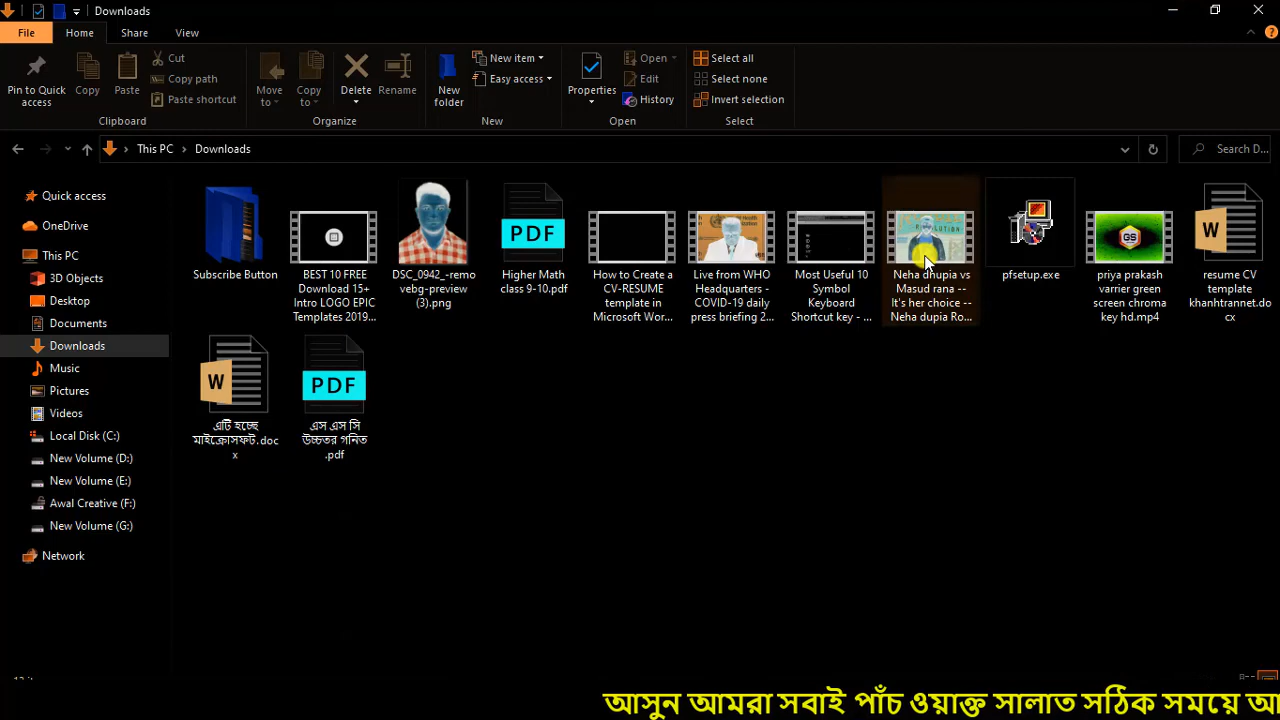 Downloads
File Home Share View
Pin to Quick access
Copy
Paste
Cut
Copy path
Paste shortcut
Clipboard
Move to
Copy to
Delete
Rename
Organize
New folder
New item
Easy access
New
Properties
Open
Edit
History
Open
Select all
Select none
Invert selection
Select
This PC > Downloads
Search D...
Quick access
OneDrive
This PC
3D Objects
Desktop
Documents
Downloads
Music
Pictures
Videos
Local Disk (C:)
New Volume (D:)
New Volume (E:)
Awal Creative (F:)
New Volume (G:)
Network
Subscribe Button
BEST 10 FREE
Download 15+
Intro LOGO EPIC
Templates 2019...
DSC_0942_-remo
vebg-preview
(3).png
PDF
Higher Math
class 9-10.pdf
How to Create a
CV-RESUME
template in
Microsoft Wor...
Live from WHO
Headquarters -
COVID-19 daily
press briefing 2...
Most Useful 10
Symbol
Keyboard
Shortcut key - ...
Neha dhupia vs
Masud rana --
It's her choice --
Neha dupia Ro...
pfsetup.exe
GS
priya prakash
varrier green
screen chroma
key hd.mp4
W
resume CV
template
khanhtrannet.do
cx
W
এটি হচ্ছে
মাইক্রোসফট.doc
x
PDF
এস এস সি
উচ্চতর গনিত
.pdf
আসুন আমরা সবাই পাঁচ ওয়াক্ত সালাত সঠিক সময়ে আ